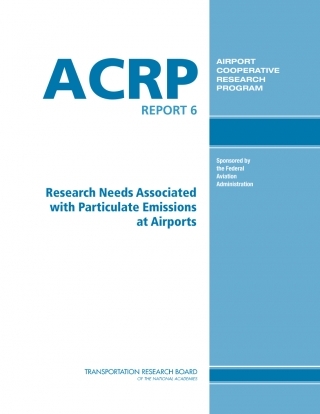 ACRP
REPORT 6
AIRPORT
COOPERATIVE
RESEARCH
PROGRAM
Sponsored by
the Federal
Aviation
Administration
Research Needs Associated
with Particulate Emissions
at Airports
TRANSPORTATION RESEARCH BOARD
OF THE NATIONAL ACADEMIES